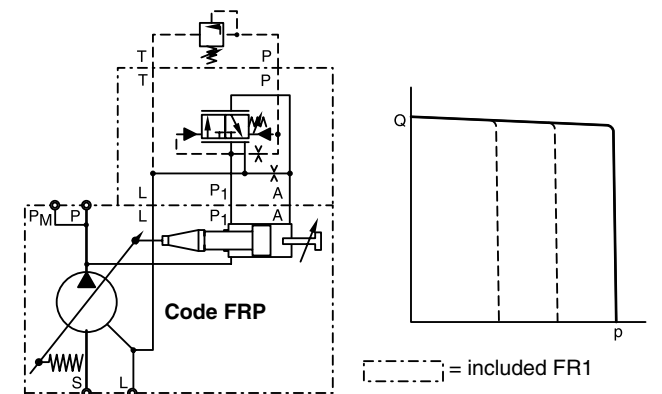 T P
T P
Q
L P1 A
L P1 A
PM P
Code FRP
p
= included FR1
S L